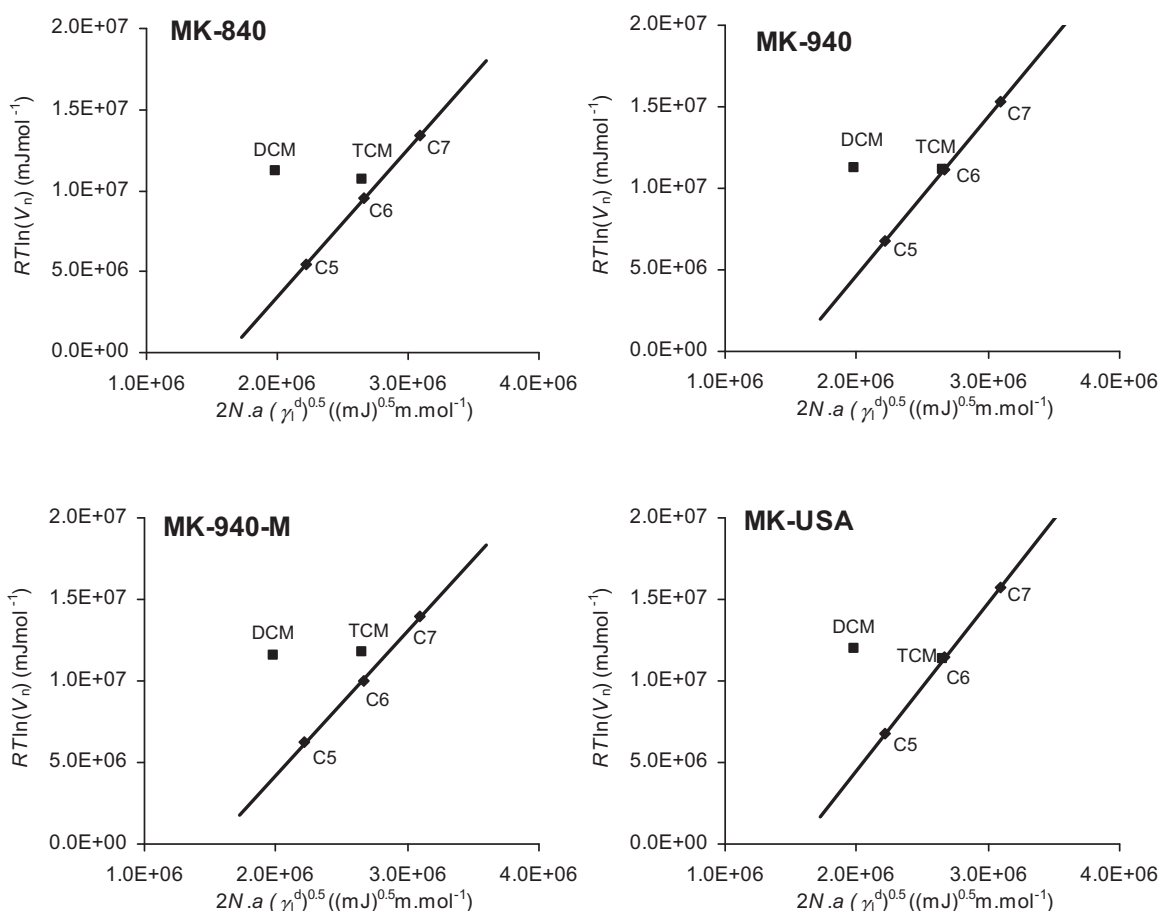 MK-840
2.0E+07
1.5E+07
1.0E+07
5.0E+06
0.0E+00
RTln(Vn) (mJmol-1)
DCM
TCM
C7
C6
C5
1.0E+06 2.0E+06 3.0E+06 4.0E+06
2N.a (γl^d)^0.5 ((mJ)^0.5 m.mol-1)
MK-940
2.0E+07
1.5E+07
1.0E+07
5.0E+06
0.0E+00
RTln(Vn) (mJmol-1)
DCM
TCM
C7
C6
C5
1.0E+06 2.0E+06 3.0E+06 4.0E+06
2N.a (γl^d)^0.5 ((mJ)^0.5 m.mol-1)
MK-940-M
2.0E+07
1.5E+07
1.0E+07
5.0E+06
0.0E+00
RTln(Vn) (mJmol-1)
DCM
TCM
C7
C6
C5
1.0E+06 2.0E+06 3.0E+06 4.0E+06
2N.a (γl^d)^0.5 ((mJ)^0.5 m.mol-1)
MK-USA
2.0E+07
1.5E+07
1.0E+07
5.0E+06
0.0E+00
RTln(Vn) (mJmol-1)
DCM
TCM
C7
C6
C5
1.0E+06 2.0E+06 3.0E+06 4.0E+06
2N.a (γl^d)^0.5 ((mJ)^0.5 m.mol-1)